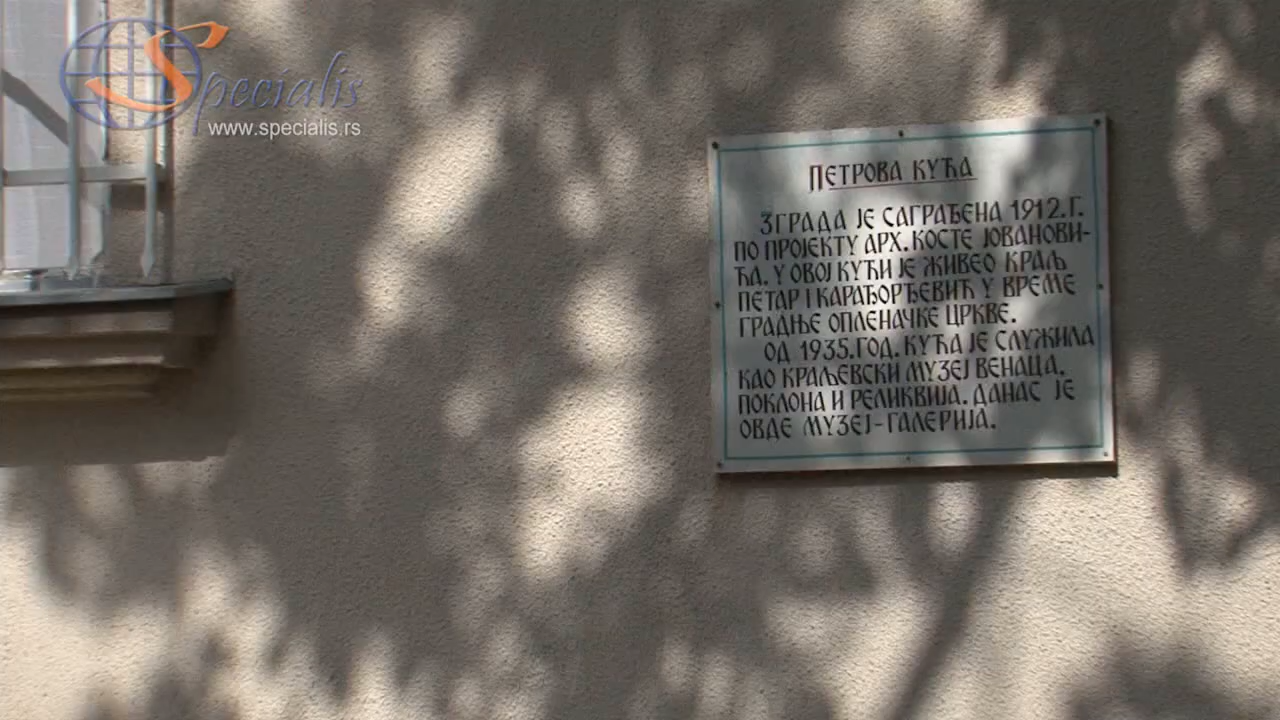 Specialis
www.specialis.rs
ПЕТРОВА КУЋА
ЗГРАДА ЈЕ САГРАЂЕНА 1912.Г.
ПО ПРОЈЕКТУ АРХ. КОСТЕ ЈОВАНОВИ-
ЋА. У ОВОЈ КУЋИ ЈЕ ЖИВЕО КРАЉ
ПЕТАР I КАРАЂОРЂЕВИЋ У ВРЕМЕ
ГРАДЊЕ ОПЛЕНАЧКЕ ЦРКВЕ.
ОД 1935.ГОД. КУЋА ЈЕ СЛУЖИЛА
КАО КРАЉЕВСКИ МУЗЕЈ ВЕНАЦА,
ПОКЛОНА И РЕЛИКВИЈА. ДАНАС ЈЕ
ОВДЕ МУЗЕЈ-ГАЛЕРИЈА.